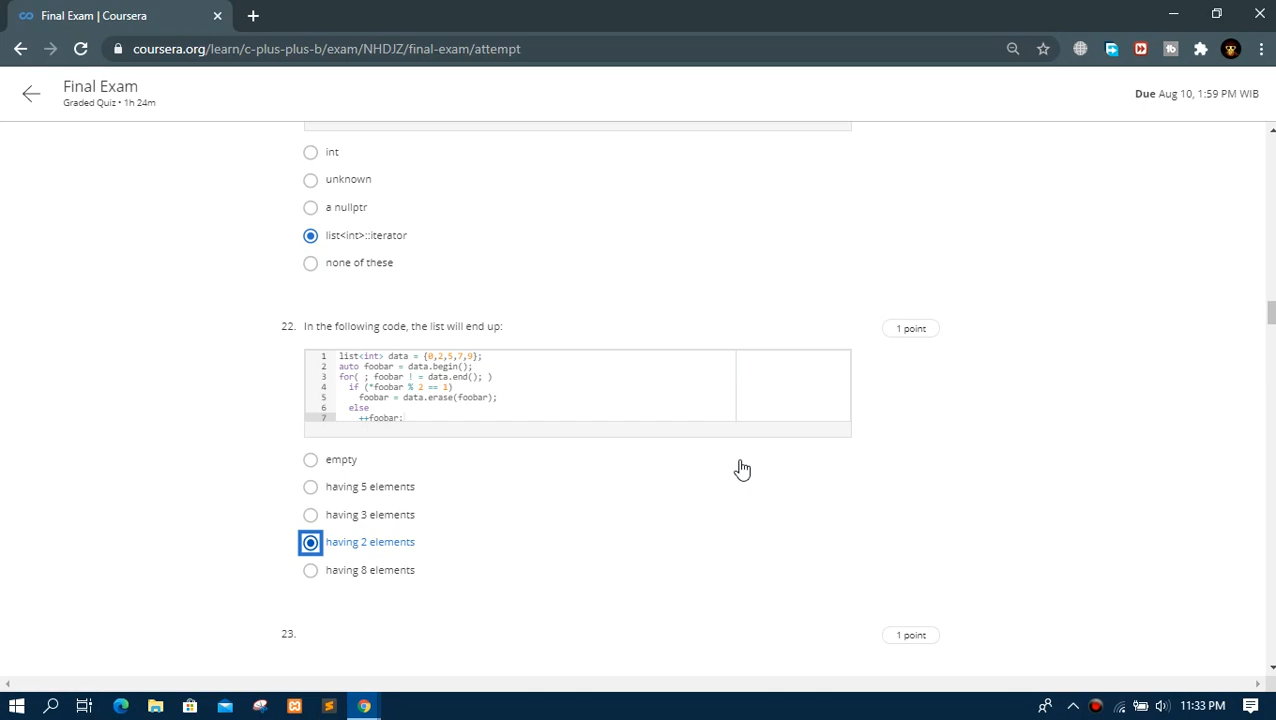 Final Exam | Coursera
coursera.org/learn/c-plus-plus-b/exam/NHDJZ/final-exam/attempt
Final Exam
Graded Quiz • 1h 24m
Due Aug 10, 1:59 PM WIB
int
unknown
a nullptr
list<int>::iterator
none of these
22. In the following code, the list will end up:
1 point
1 list<int> data = {0,2,5,7,9};
2 auto foobar = data.begin();
3 for( ; foobar ! = data.end(); )
4 if (*foobar % 2 == 1)
5 foobar = data.erase(foobar);
6 else
7 ++foobar;
empty
having 5 elements
having 3 elements
having 2 elements
having 8 elements
23.
1 point
11:33 PM